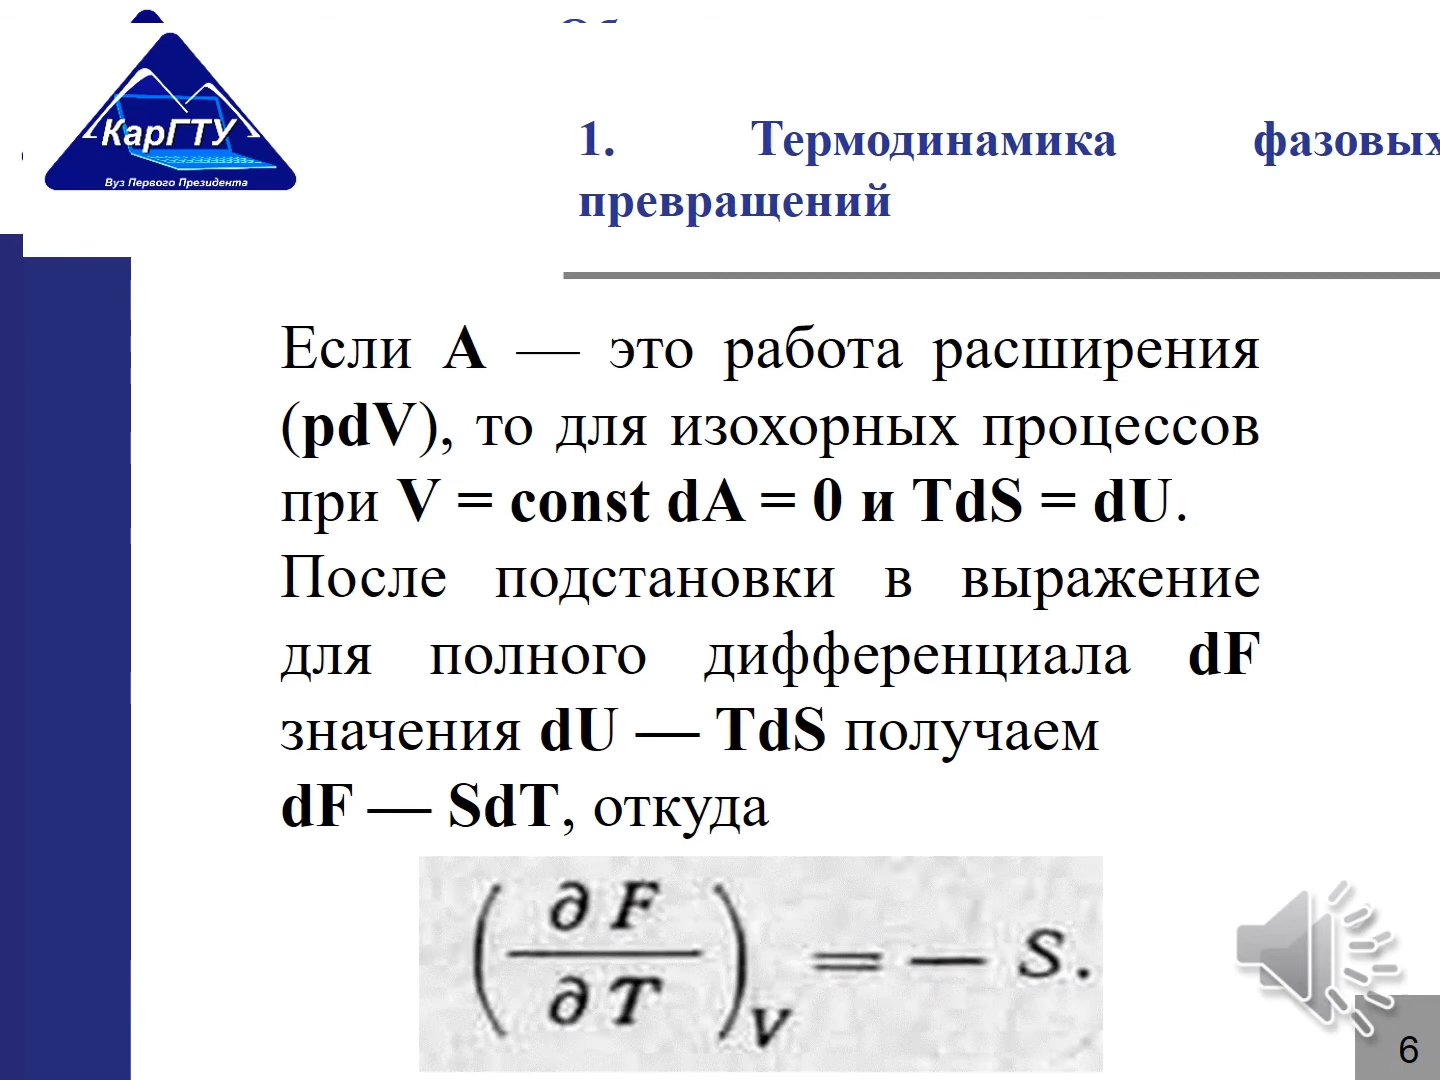 КарГТУ
Вуз Первого Президента
1. Термодинамика фазовых
превращений
Если А — это работа расширения
(pdV), то для изохорных процессов
при V = const dA = 0 и TdS = dU.
После подстановки в выражение
для полного дифференциала dF
значения dU — TdS получаем
dF — SdT, откуда
(∂F/∂T)V = − S.
6